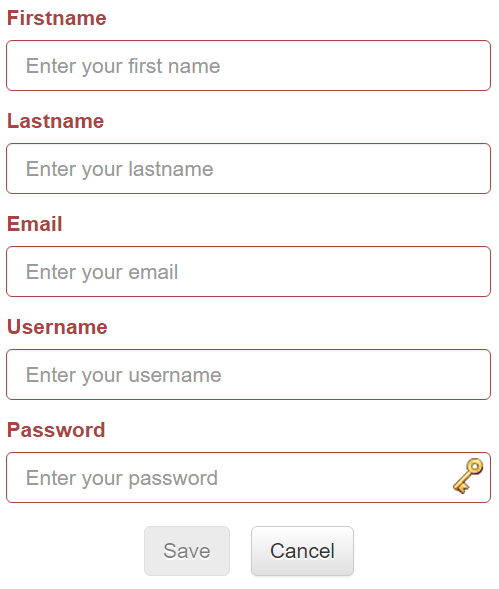 Firstname
Enter your first name
Lastname
Enter your lastname
Email
Enter your email
Username
Enter your username
Password
Enter your password
Save Cancel